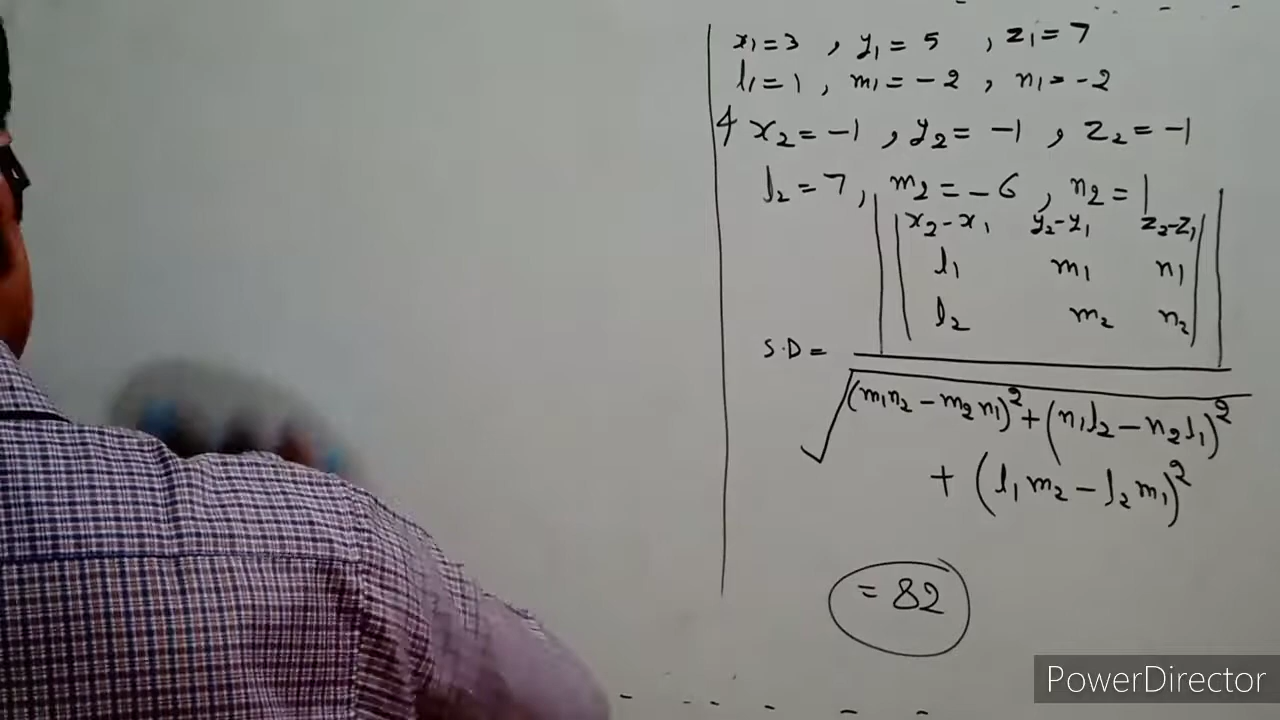 x₁ = 3 , y₁ = 5 , z₁ = 7
l₁ = 1 , m₁ = -2 , n₁ = -2
4 x₂ = -1 , y₂ = -1 , z₂ = -1
l₂ = 7 , m₂ = -6 , n₂ = 1
x₂-x₁ y₂-y₁ z₂-z₁
l₁ m₁ n₁
l₂ m₂ n₂
S.D =
√(m₁n₂ - m₂n₁)² + (n₁l₂ - n₂l₁)²
+ (l₁m₂ - l₂m₁)²
= 82
PowerDirector